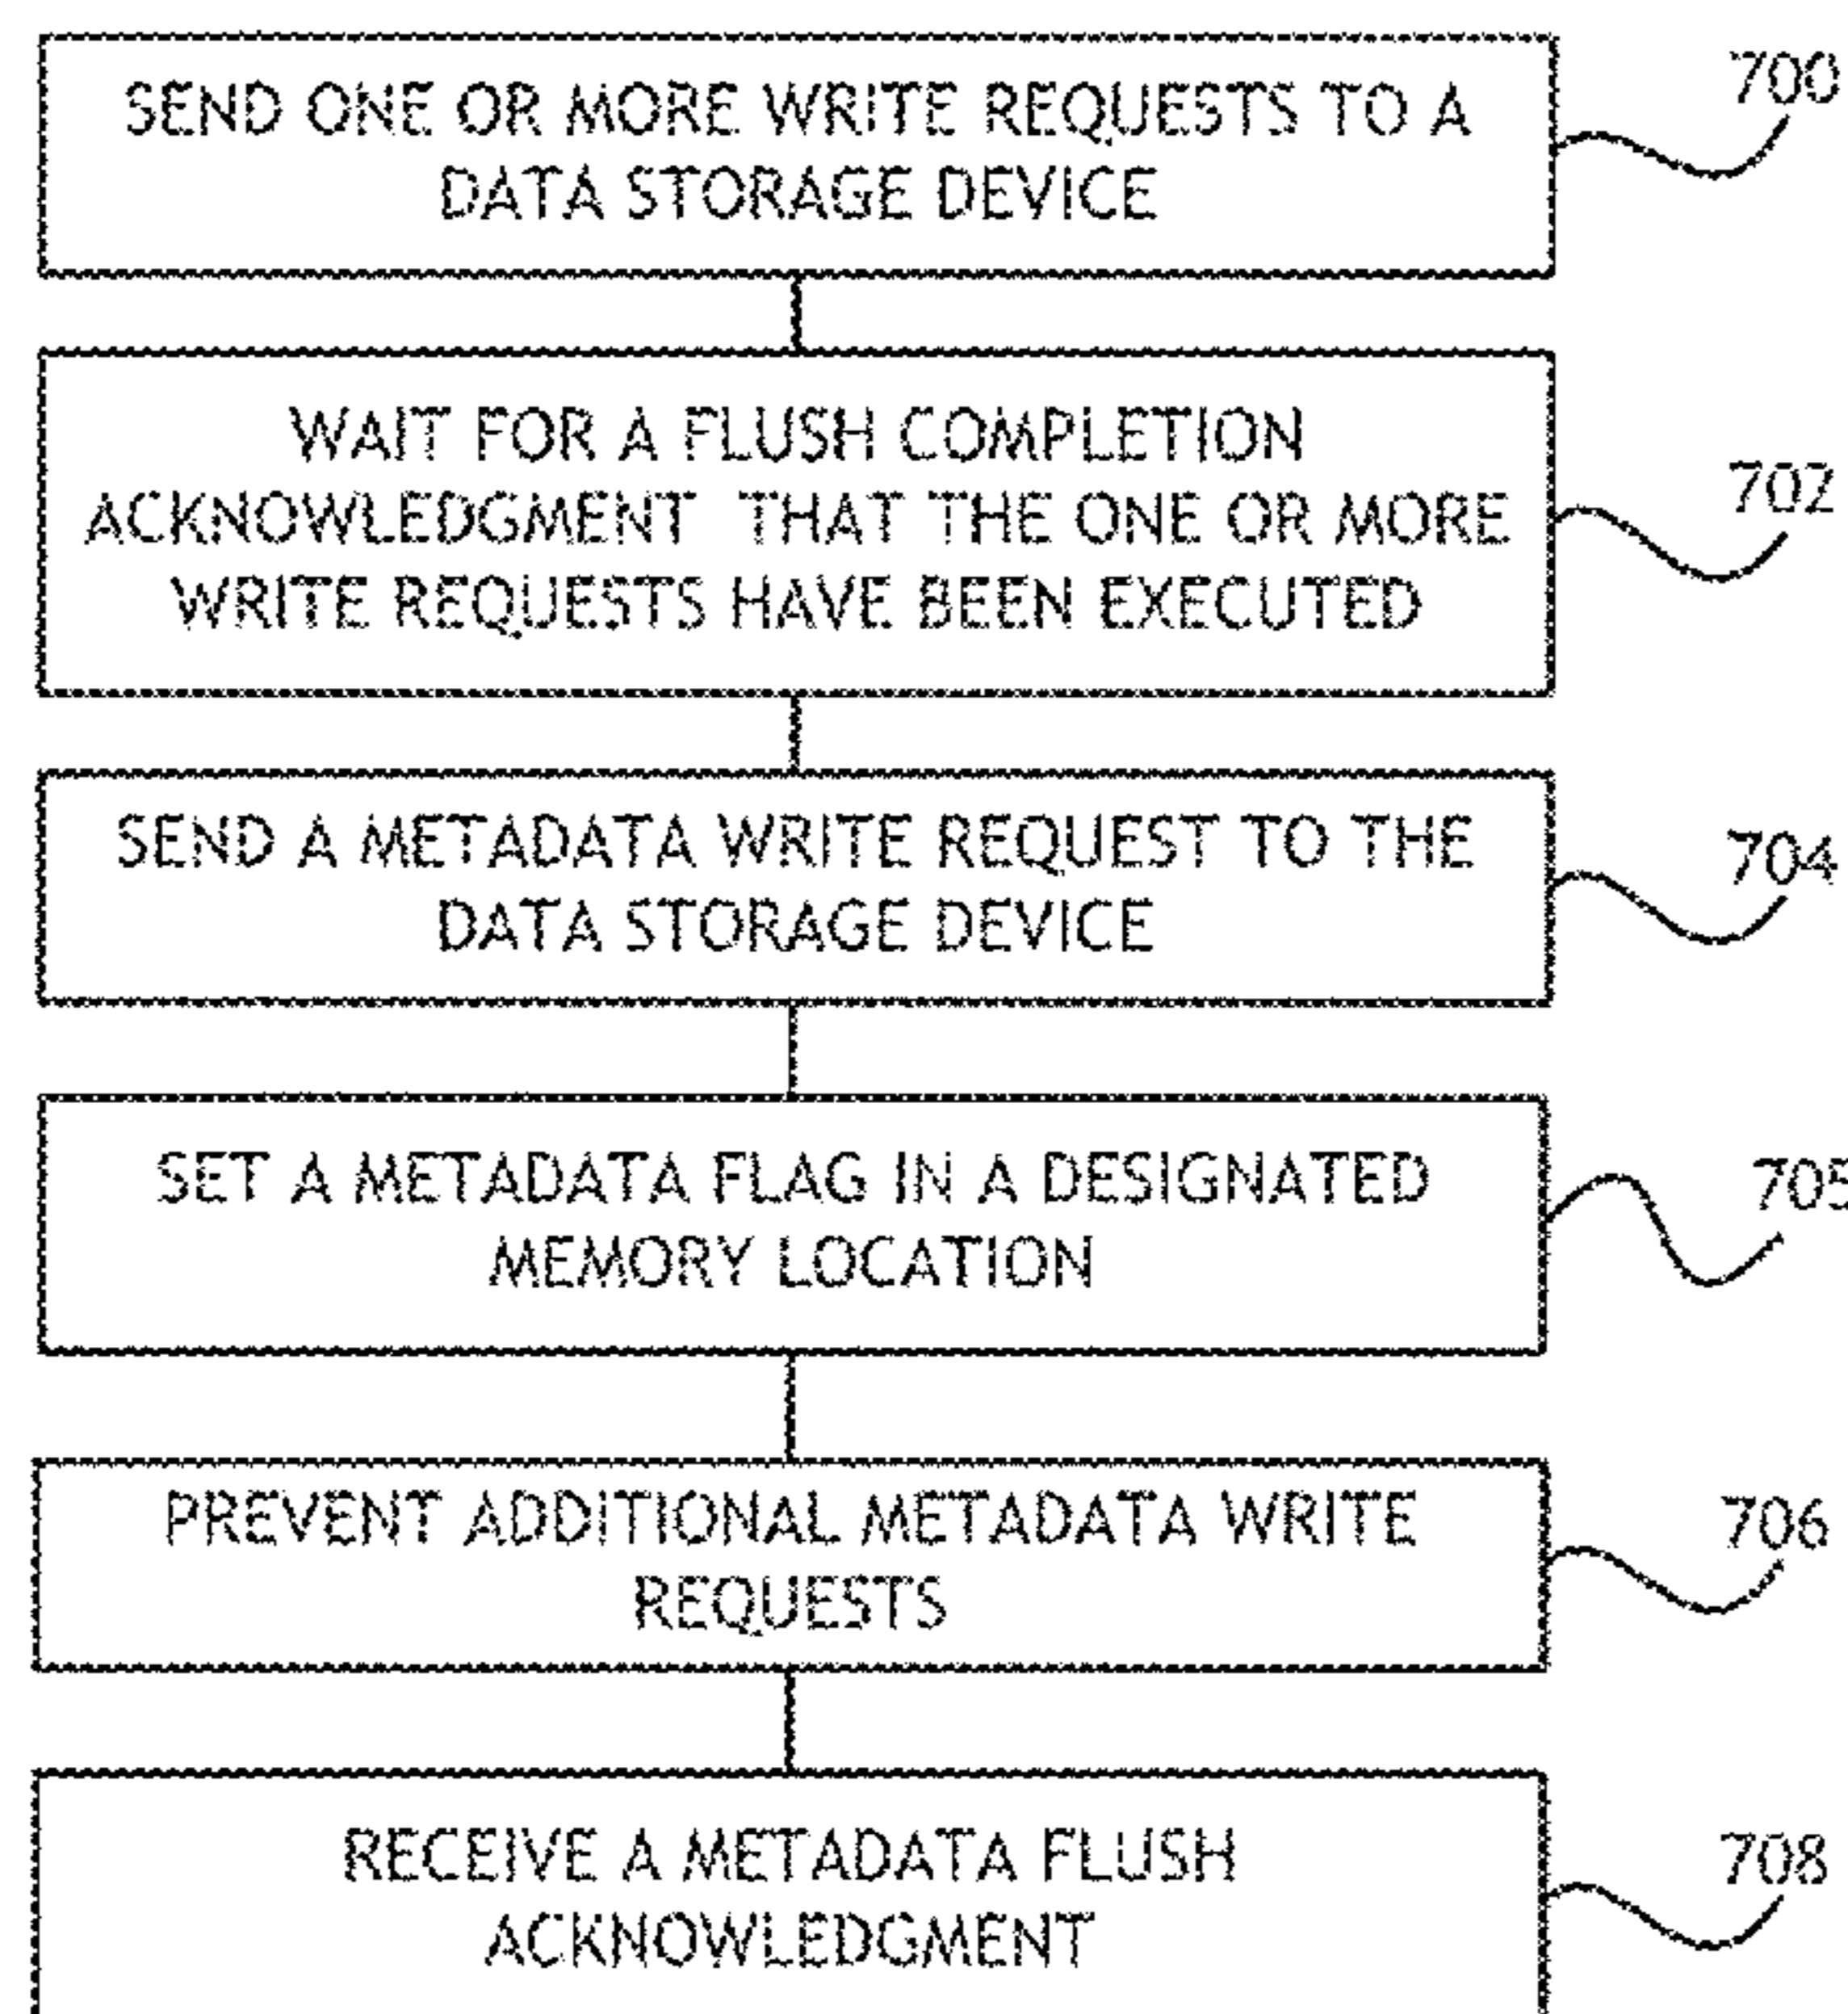 SEND ONE OR MORE WRITE REQUESTS TO A
DATA STORAGE DEVICE
700
WAIT FOR A FLUSH COMPLETION
ACKNOWLEDGMENT THAT THE ONE OR MORE
WRITE REQUESTS HAVE BEEN EXECUTED
702
SEND A METADATA WRITE REQUEST TO THE
DATA STORAGE DEVICE
704
SET A METADATA FLAG IN A DESIGNATED
MEMORY LOCATION
705
PREVENT ADDITIONAL METADATA WRITE
REQUESTS
706
RECEIVE A METADATA FLUSH
ACKNOWLEDGMENT
708